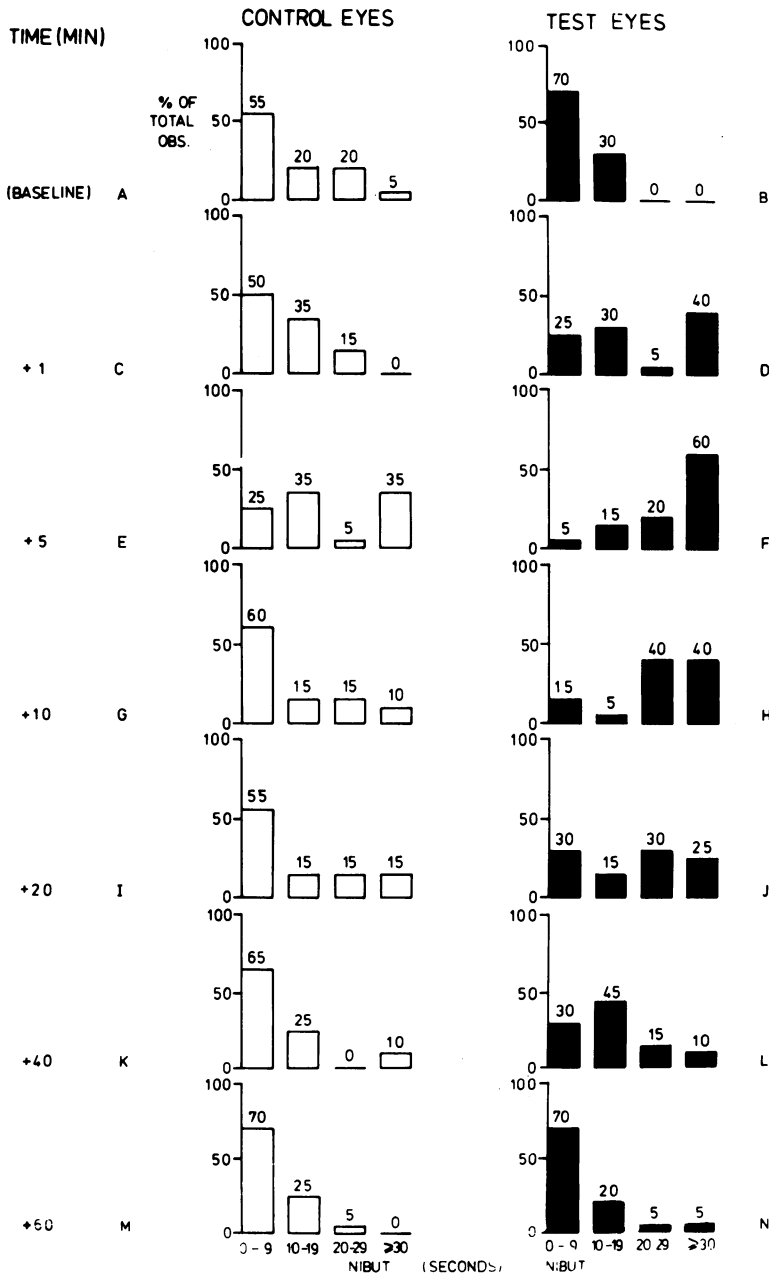 CONTROL EYES TEST EYES
TIME (MIN)
% OF TOTAL OBS.
(BASELINE) A
100 50 0
55 20 20 5
100 50 0
70 30 0 0
B
+1 C
100 50 0
50 35 15 0
100 50 0
25 30 5 40
D
+5 E
100 50 0
25 35 5 35
100 50 0
5 15 20 60
F
+10 G
100 50 0
60 15 15 10
100 50 0
15 5 40 40
H
+20 I
100 50 0
55 15 15 15
100 50 0
30 15 30 25
J
+40 K
100 50 0
65 25 0 10
100 50 0
30 45 15 10
L
+60 M
100 50 0
70 25 5 0
100 50 0
70 20 5 5
N
0-9 10-19 20-29 ≥30 0-9 10-19 20 29 ≥30
NIBUT (SECONDS) NIBUT